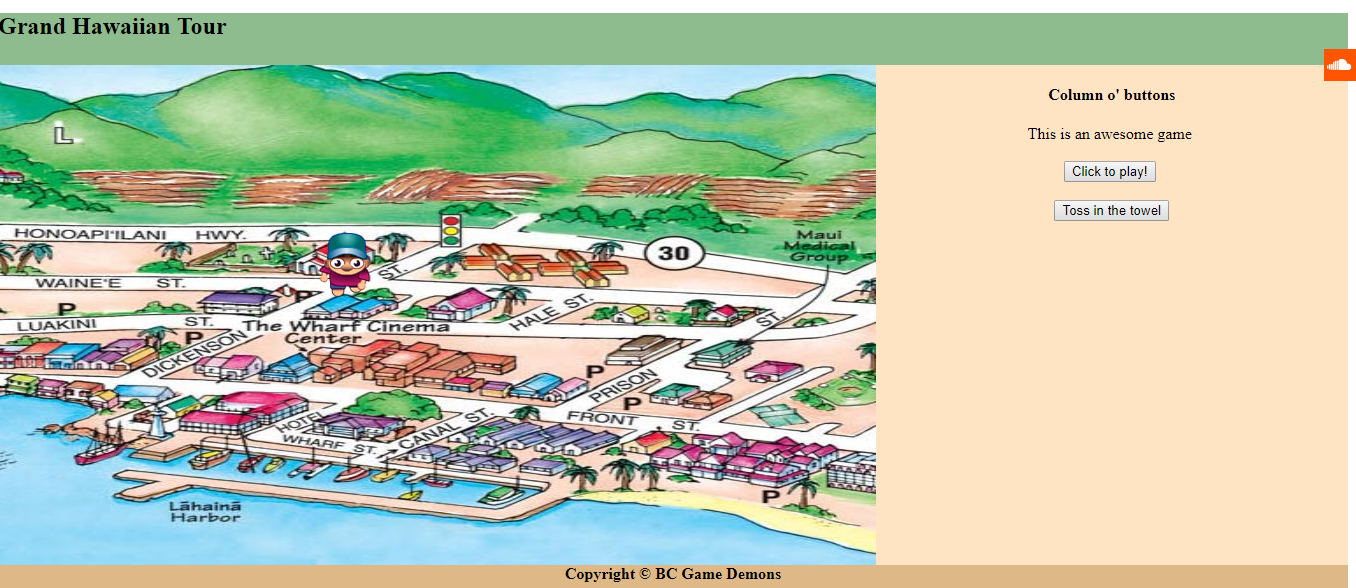 Grand Hawaiian Tour
Column o' buttons
This is an awesome game
Click to play!
Toss in the towel
L
HONOAPI'ILANI HWY.
30
Maui
Medical
Group
ST.
WAINE'E ST.
P
P
LUAKINI ST.
P
The Wharf Cinema
Center
HALE ST.
ST.
DICKENSON
P
PRISON
P
HOTEL
WHARF ST.
CANAL ST.
FRONT ST.
P
Lāhainā
Harbor
Copyright © BC Game Demons